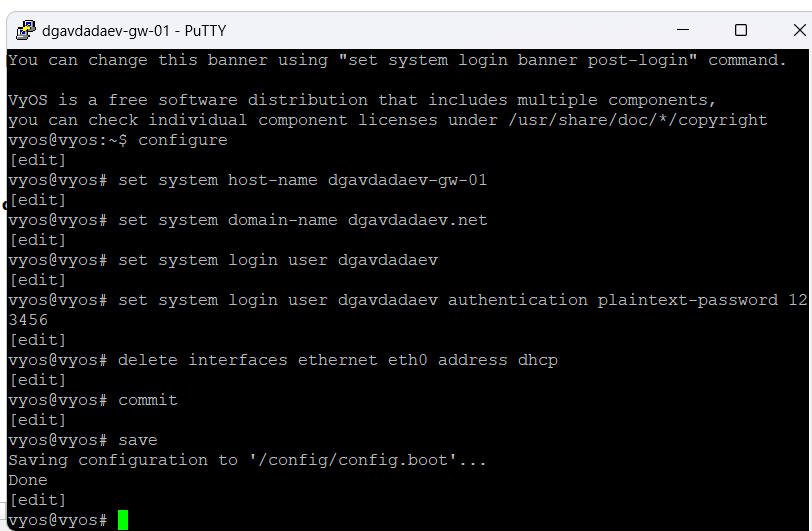 dgavdadaev-gw-01 - PuTTY
You can change this banner using "set system login banner post-login" command.
VyOS is a free software distribution that includes multiple components,
you can check individual component licenses under /usr/share/doc/*/copyright
vyos@vyos:~$ configure
[edit]
vyos@vyos# set system host-name dgavdadaev-gw-01
[edit]
vyos@vyos# set system domain-name dgavdadaev.net
[edit]
vyos@vyos# set system login user dgavdadaev
[edit]
vyos@vyos# set system login user dgavdadaev authentication plaintext-password 12
3456
[edit]
vyos@vyos# delete interfaces ethernet eth0 address dhcp
[edit]
vyos@vyos# commit
[edit]
vyos@vyos# save
Saving configuration to '/config/config.boot'...
Done
[edit]
vyos@vyos#